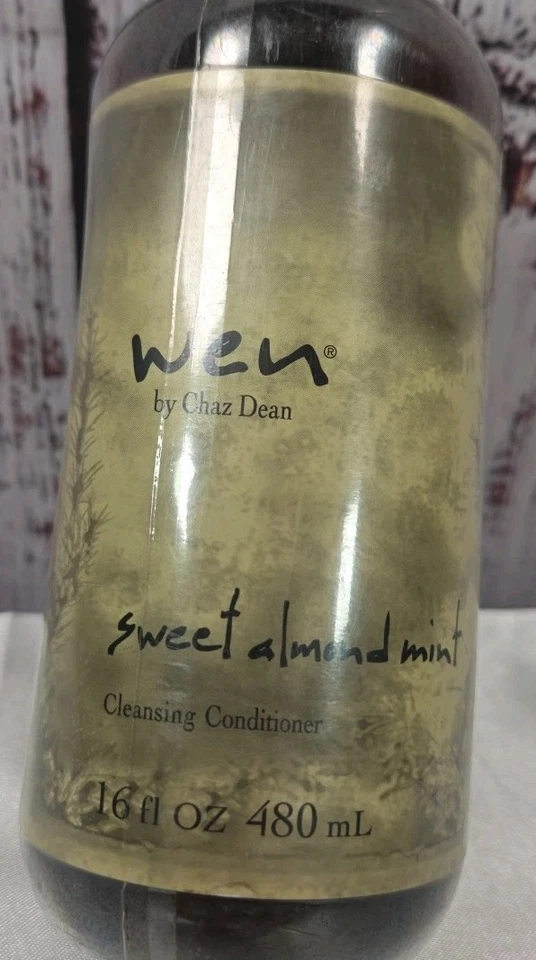 wen®
by Chaz Dean
sweet almond mint
Cleansing Conditioner
16 fl OZ 480 mL